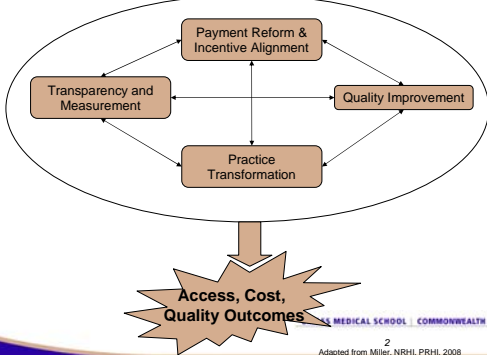 Payment Reform &
Incentive Alignment
Transparency and
Measurement
Quality Improvement
Practice
Transformation
Access, Cost,
Quality Outcomes
MEDICAL SCHOOL | COMMONWEALTH
2
Adapted from Miller, NRHI, PRHI, 2008